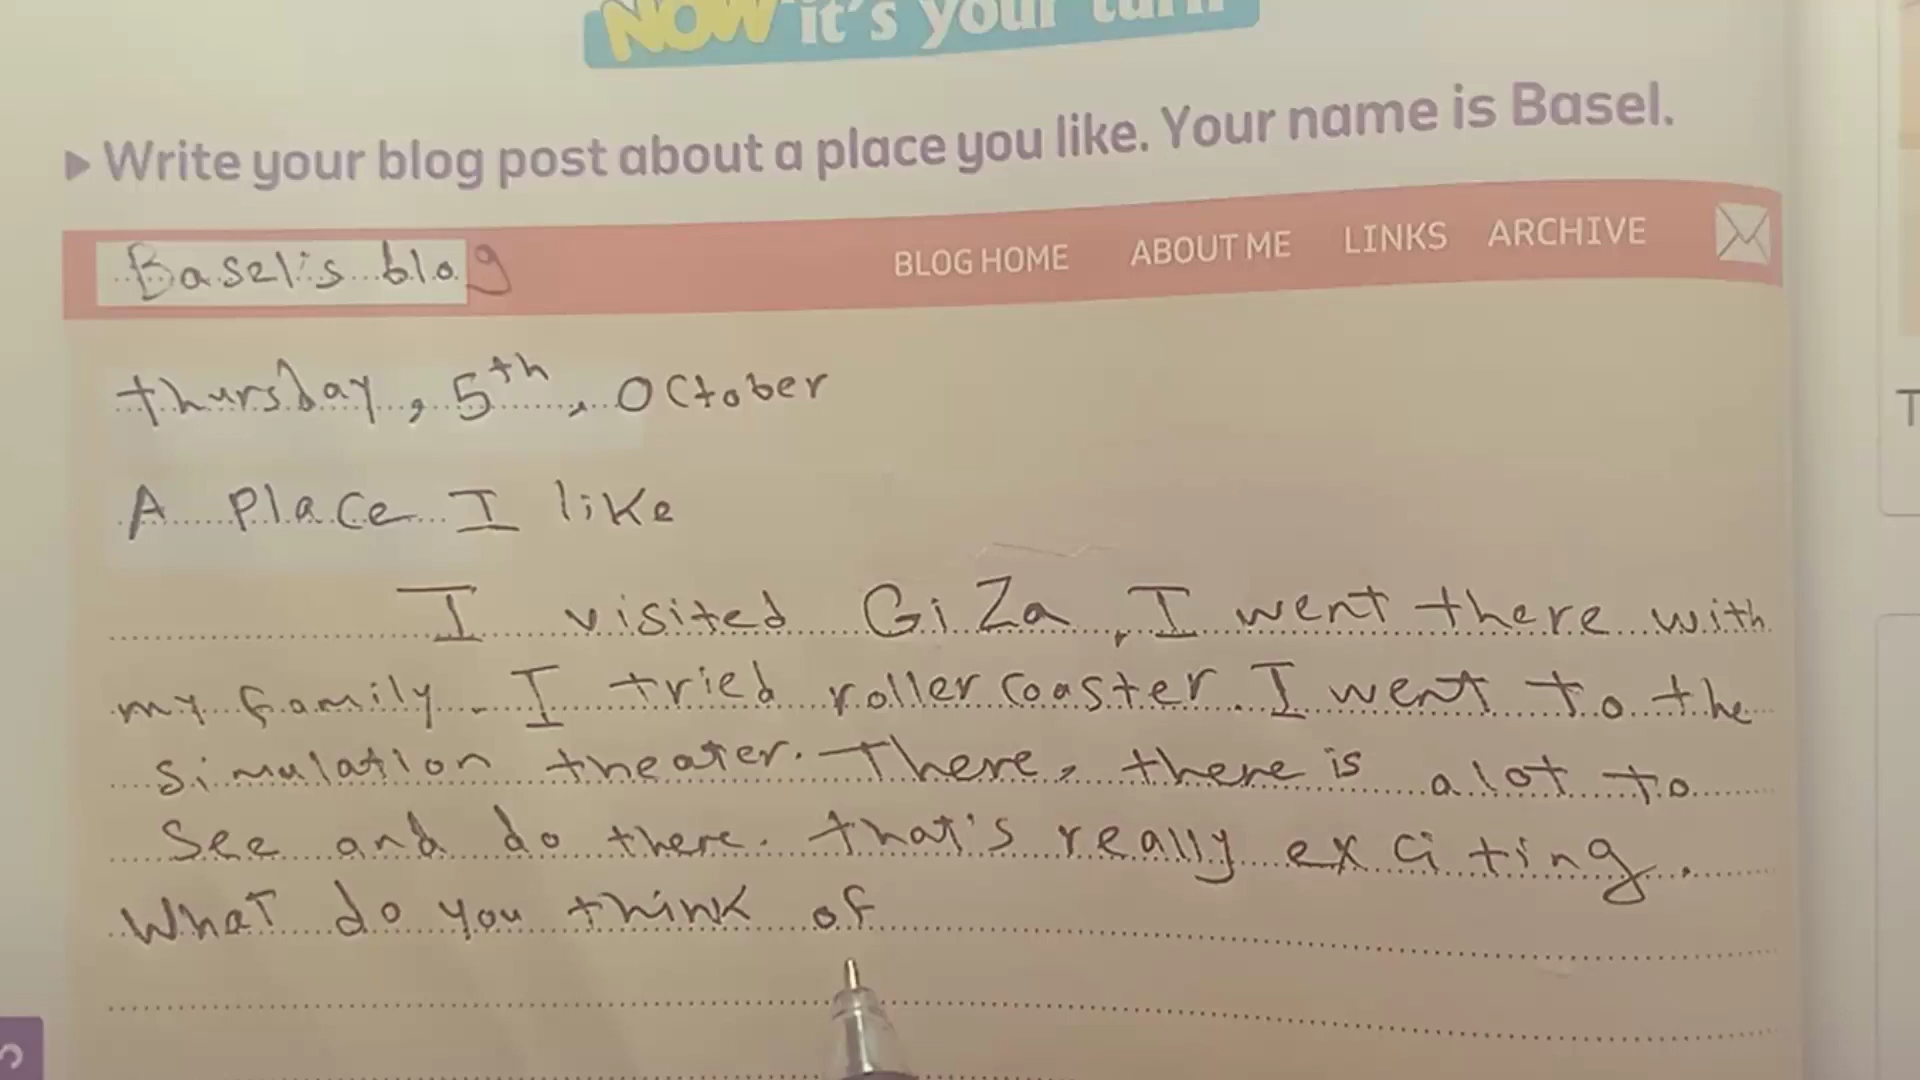 NOW it's your turn
▶ Write your blog post about a place you like. Your name is Basel.
Basel's blog BLOG HOME ABOUT ME LINKS ARCHIVE
thursday, 5th, October
A place I like
I visited GiZa, I went there with
my family. I tried roller coaster. I went to the
simulation theater. There, there is alot to
see and do there. that's really exciting.
What do you think of